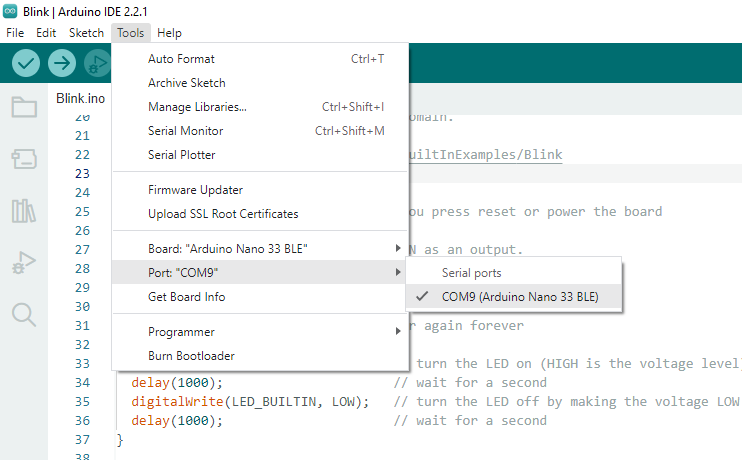 Blink | Arduino IDE 2.2.1
File Edit Sketch Tools Help
Auto Format Ctrl+T
Archive Sketch
Manage Libraries... Ctrl+Shift+I
Serial Monitor Ctrl+Shift+M
Serial Plotter
Firmware Updater
Upload SSL Root Certificates
Board: "Arduino Nano 33 BLE"
Port: "COM9"
Get Board Info
Programmer
Burn Bootloader
Serial ports
COM9 (Arduino Nano 33 BLE)
Blink.ino
20 omain.
21
22 uiltInExamples/Blink
23
24
25 ou press reset or power the board
26
27 N as an output.
28
29
30
31 r again forever
32
33 turn the LED on (HIGH is the voltage level)
34 delay(1000); // wait for a second
35 digitalWrite(LED_BUILTIN, LOW); // turn the LED off by making the voltage LOW
36 delay(1000); // wait for a second
37 }
38